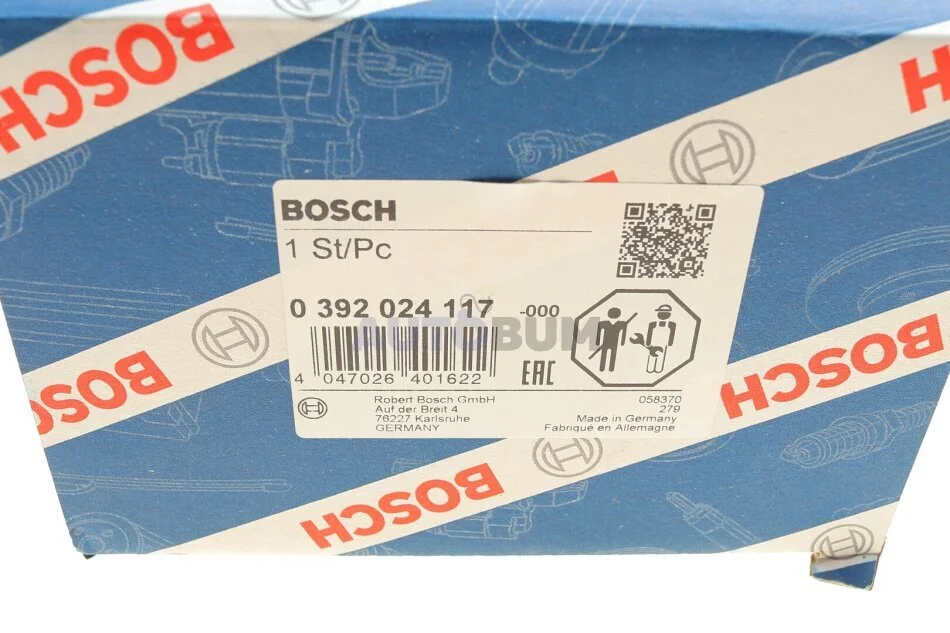 BOSCH
BOSCH
BOSCH
1 St/Pc
0 392 024 117 -000
AUTOBUM
4 047026 401622
EAC
Robert Bosch GmbH
Auf der Breit 4
76227 Karlsruhe
GERMANY
058370
279
Made in Germany
Fabriqué en Allemagne
BOSCH
BOSCH
BOSCH